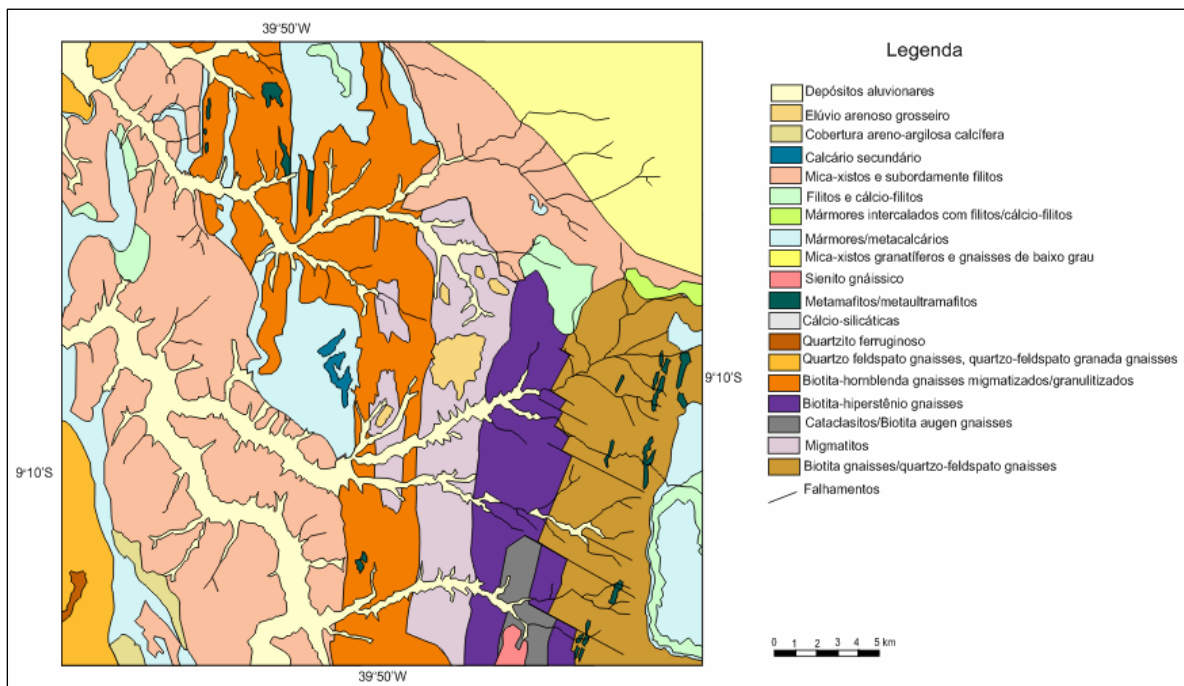 39°50'W
Legenda
Depósitos aluvionares
Elúvio arenoso grosseiro
Cobertura areno-argilosa calcífera
Calcário secundário
Mica-xistos e subordamente filitos
Filitos e cálcio-filitos
Mármores intercalados com filitos/cálcio-filitos
Mármores/metacalcários
Mica-xistos granatíferos e gnaisses de baixo grau
Sienito gnáissico
Metamafitos/metaultramafitos
Cálcio-silicáticas
Quartzito ferruginoso
Quartzo feldspato gnaisses, quartzo-feldspato granada gnaisses
9°10'S
Biotita-hornblenda gnaisses migmatizados/granulitizados
Biotita-hiperstênio gnaisses
Cataclasitos/Biotita augen gnaisses
Migmatitos
9°10'S
Biotita gnaisses/quartzo-feldspato gnaisses
Falhamentos
0 1 2 3 4 5 km
39°50'W